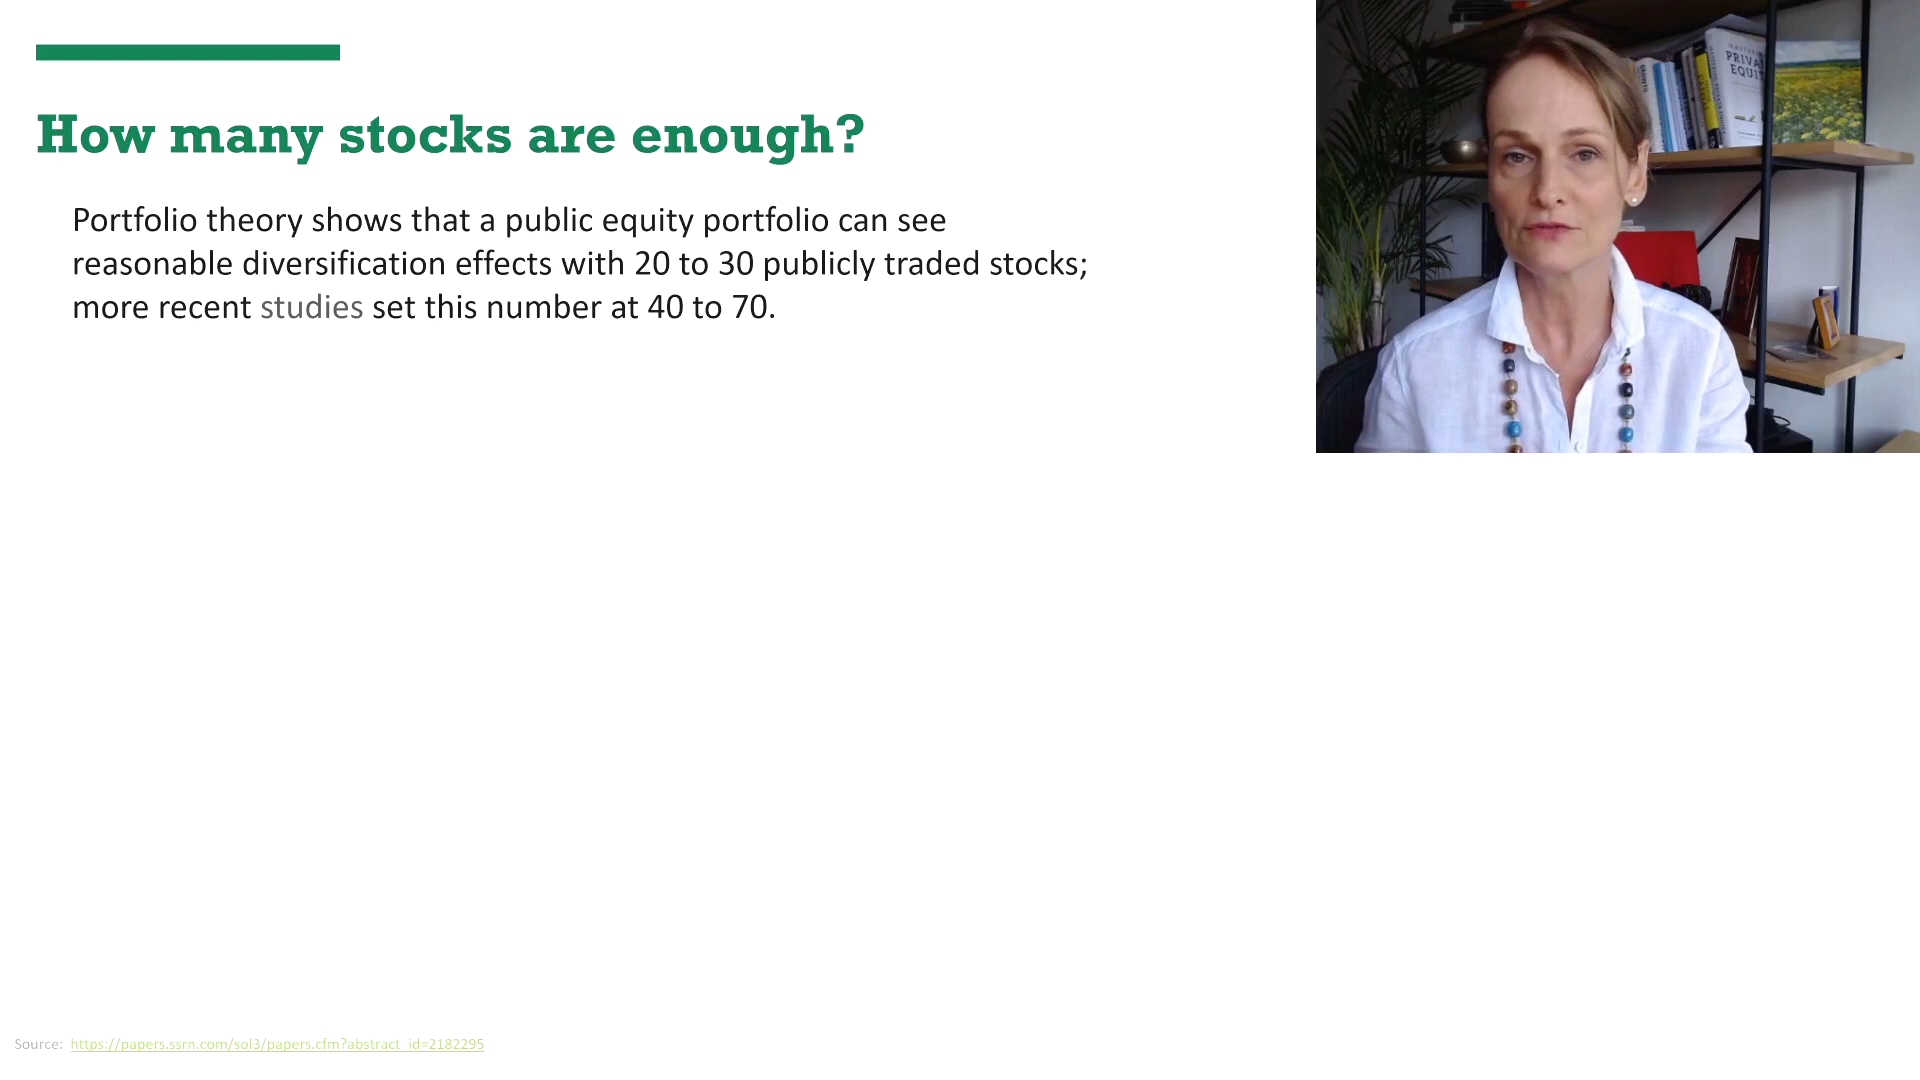 How many stocks are enough?
Portfolio theory shows that a public equity portfolio can see
reasonable diversification effects with 20 to 30 publicly traded stocks;
more recent studies set this number at 40 to 70.
PRIVATE
EQUI
Source: https://papers.ssrn.com/sol3/papers.cfm?abstract_id=2182295